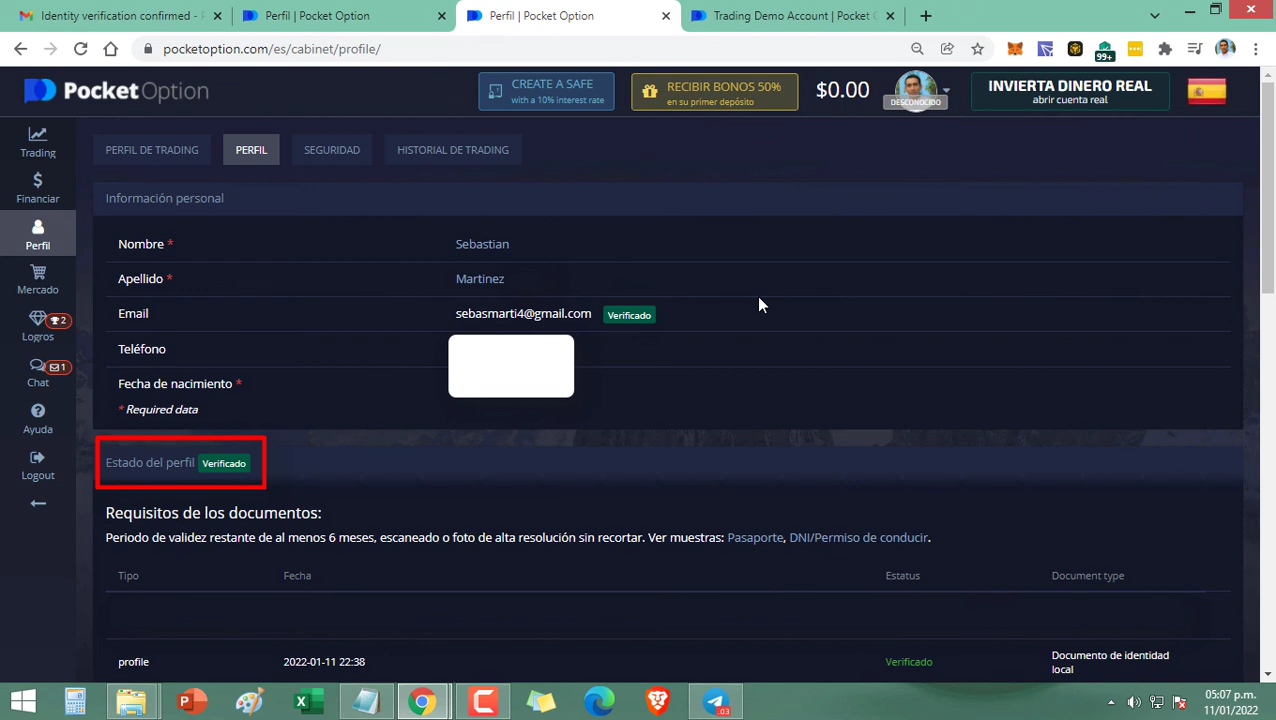 Identity verification confirmed - P
Perfil | Pocket Option
Perfil | Pocket Option
Trading Demo Account | Pocket O
pocketoption.com/es/cabinet/profile/
99+
PocketOption
CREATE A SAFE
with a 10% interest rate
RECIBIR BONOS 50%
en su primer depósito
$0.00
DESCONOCIDO
INVIERTA DINERO REAL
abrir cuenta real
Trading
Financiar
Perfil
Mercado
2
Logros
1
Chat
Ayuda
Logout
PERFIL DE TRADING
PERFIL
SEGURIDAD
HISTORIAL DE TRADING
Información personal
Nombre *
Sebastian
Apellido *
Martinez
Email
sebasmarti4@gmail.com
Verificado
Teléfono
Fecha de nacimiento *
* Required data
Estado del perfil Verificado
Requisitos de los documentos:
Periodo de validez restante de al menos 6 meses, escaneado o foto de alta resolución sin recortar. Ver muestras: Pasaporte, DNI/Permiso de conducir.
Tipo
Fecha
Estatus
Document type
profile
2022-01-11 22:38
Verificado
Documento de identidad
local
03
05:07 p.m.
11/01/2022